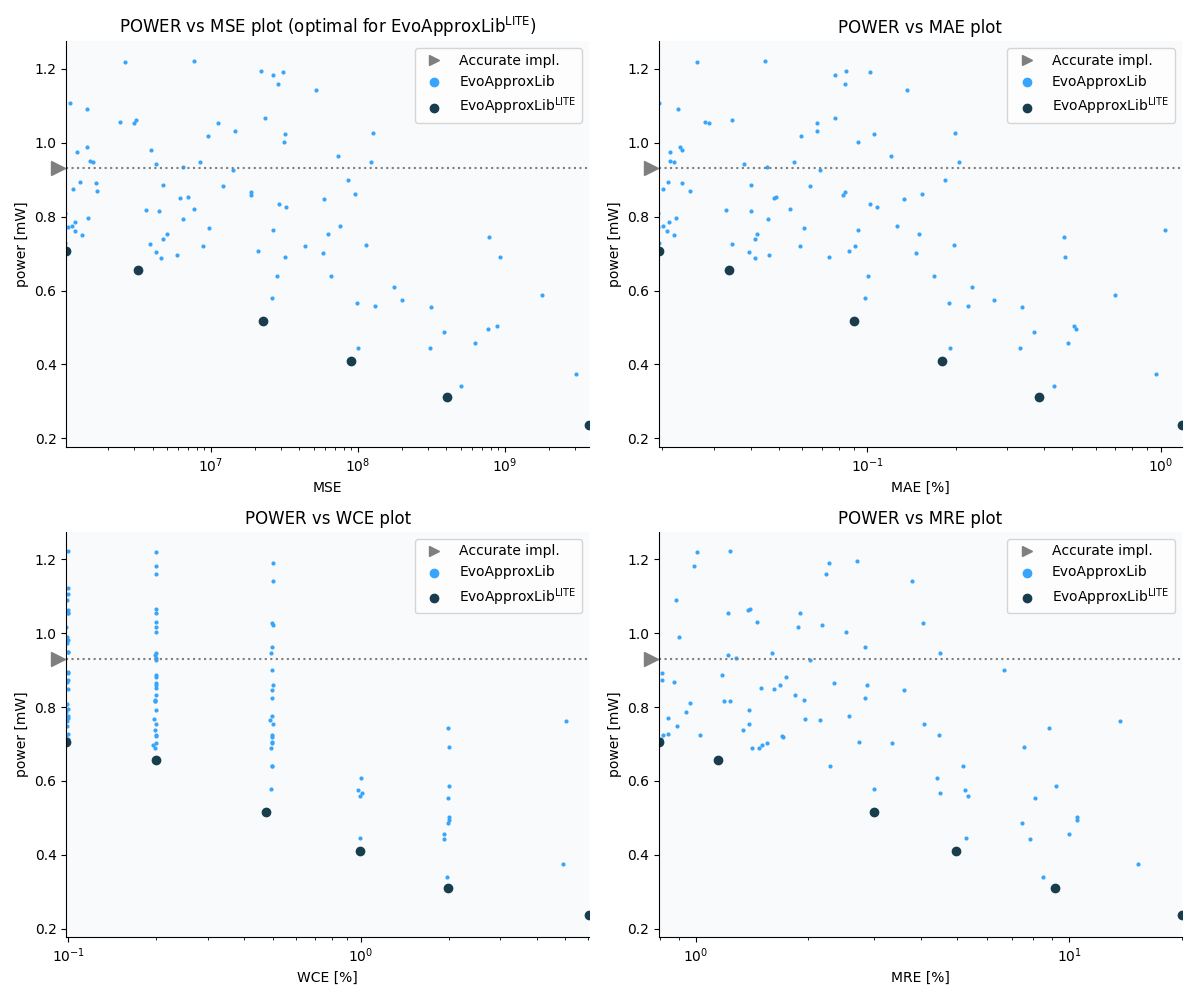 POWER vs MSE plot (optimal for EvoApproxLib^LITE)
1.2
1.0
0.8
0.6
0.4
0.2
power [mW]
Accurate impl.
EvoApproxLib
EvoApproxLib^LITE
10^7
10^8
10^9
MSE
POWER vs MAE plot
1.2
1.0
0.8
0.6
0.4
0.2
power [mW]
Accurate impl.
EvoApproxLib
EvoApproxLib^LITE
10^−1
10^0
MAE [%]
POWER vs WCE plot
1.2
1.0
0.8
0.6
0.4
0.2
power [mW]
Accurate impl.
EvoApproxLib
EvoApproxLib^LITE
10^−1
10^0
WCE [%]
POWER vs MRE plot
1.2
1.0
0.8
0.6
0.4
0.2
power [mW]
Accurate impl.
EvoApproxLib
EvoApproxLib^LITE
10^0
10^1
MRE [%]